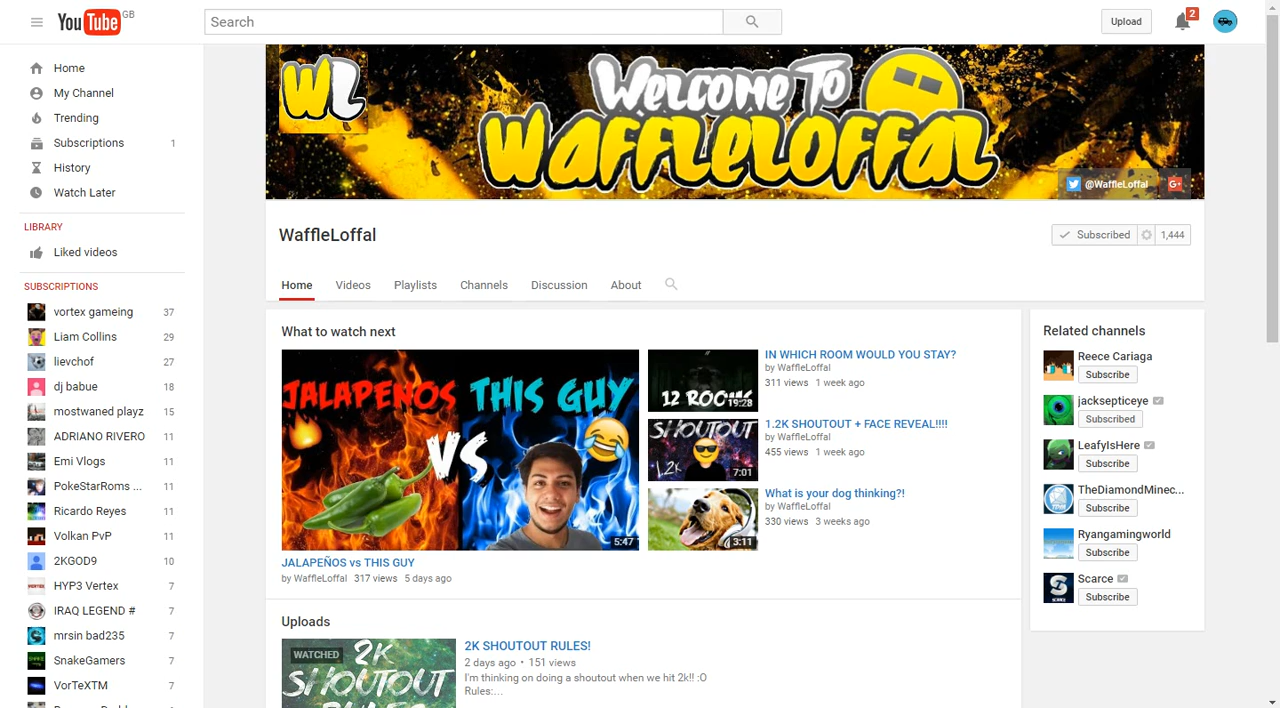 YouTube GB
Search
Upload
2
Home
My Channel
Trending
Subscriptions 1
History
Watch Later
LIBRARY
Liked videos
SUBSCRIPTIONS
vortex gameing 37
Liam Collins 29
lievchof 27
dj babue 18
mostwaned playz 15
ADRIANO RIVERO 11
Emi Vlogs 11
PokeStarRoms ... 11
Ricardo Reyes 11
Volkan PvP 11
2KGOD9 10
HYP3 Vertex 7
IRAQ LEGEND # 7
mrsin bad235 7
SnakeGamers 7
VorTeXTM 7
WL
WELCOME TO
WAFFLELOFFAL
@WaffleLoffal
G+
WaffleLoffal
Subscribed 1,444
Home Videos Playlists Channels Discussion About
What to watch next
JALAPENOS THIS GUY
VS
5:47
JALAPEÑOS vs THIS GUY
by WaffleLoffal 317 views 5 days ago
12 ROOMS
19:28
IN WHICH ROOM WOULD YOU STAY?
by WaffleLoffal
311 views 1 week ago
SHOUTOUT
1.2K
7:01
1.2K SHOUTOUT + FACE REVEAL!!!!
by WaffleLoffal
455 views 1 week ago
3:11
What is your dog thinking?!
by WaffleLoffal
330 views 3 weeks ago
Uploads
WATCHED
2K
SHOUTOUT
RULES!
2K SHOUTOUT RULES!
2 days ago • 151 views
I'm thinking on doing a shoutout when we hit 2k!! :O
Rules:...
Related channels
Reece Cariaga
Subscribe
jacksepticeye
Subscribed
LeafyIsHere
Subscribe
TheDiamondMinec...
Subscribe
Ryangamingworld
Subscribe
Scarce
Subscribe